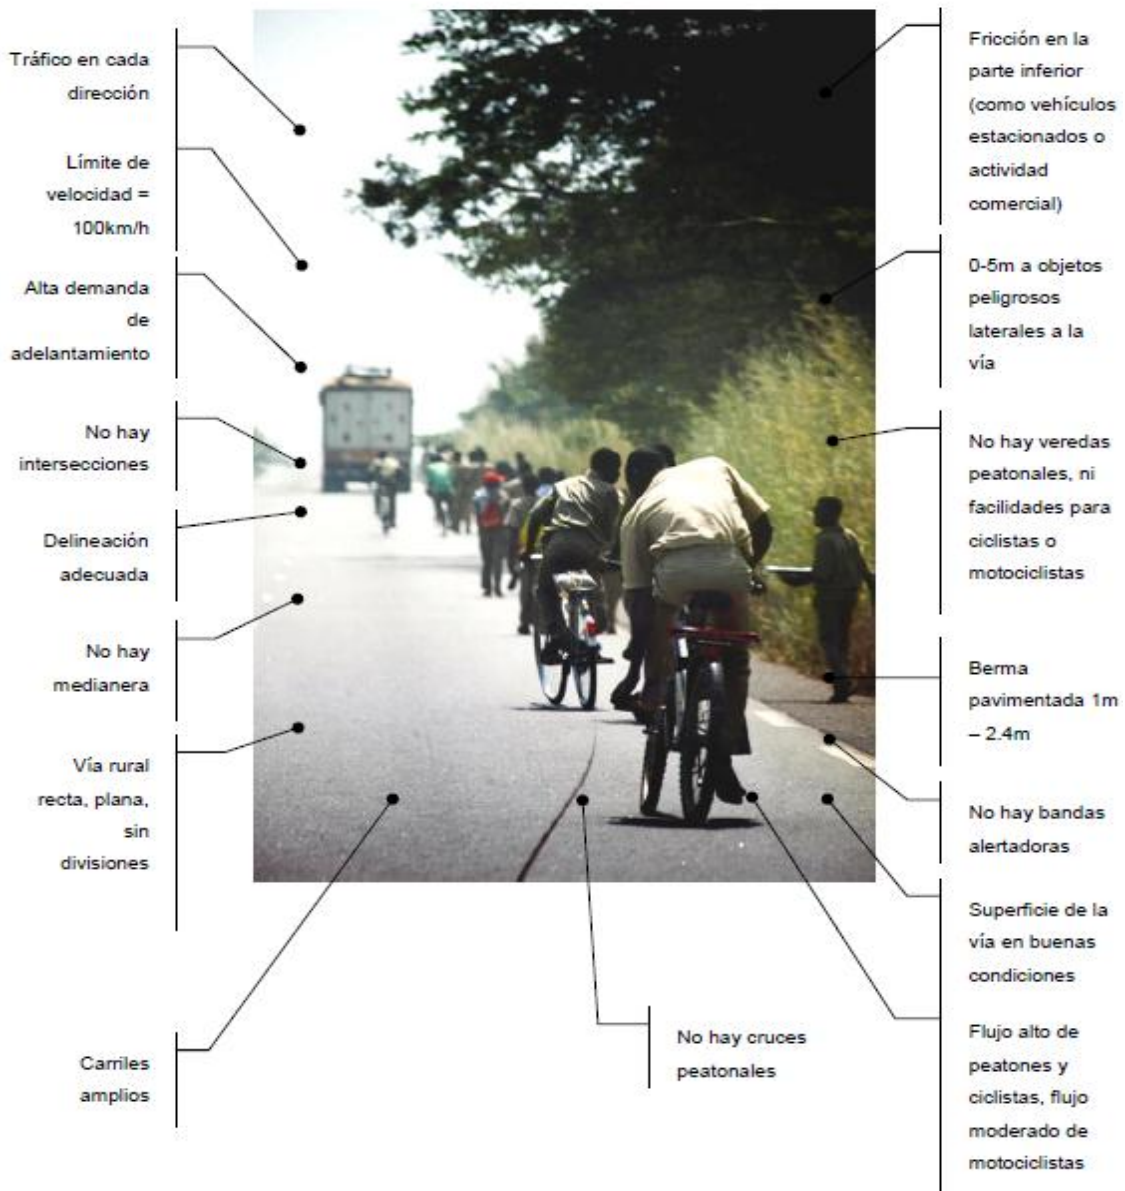 Tráfico en cada
dirección
Límite de
velocidad =
100km/h
Alta demanda
de
adelantamiento
No hay
intersecciones
Delineación
adecuada
No hay
medianera
Vía rural
recta, plana,
sin
divisiones
Carriles
amplios
No hay cruces
peatonales
Fricción en la
parte inferior
(como vehículos
estacionados o
actividad
comercial)
0-5m a objetos
peligrosos
laterales a la
vía
No hay veredas
peatonales, ni
facilidades para
ciclistas o
motociclistas
Berma
pavimentada 1m
– 2.4m
No hay bandas
alertadoras
Superficie de la
vía en buenas
condiciones
Flujo alto de
peatones y
ciclistas, flujo
moderado de
motociclistas